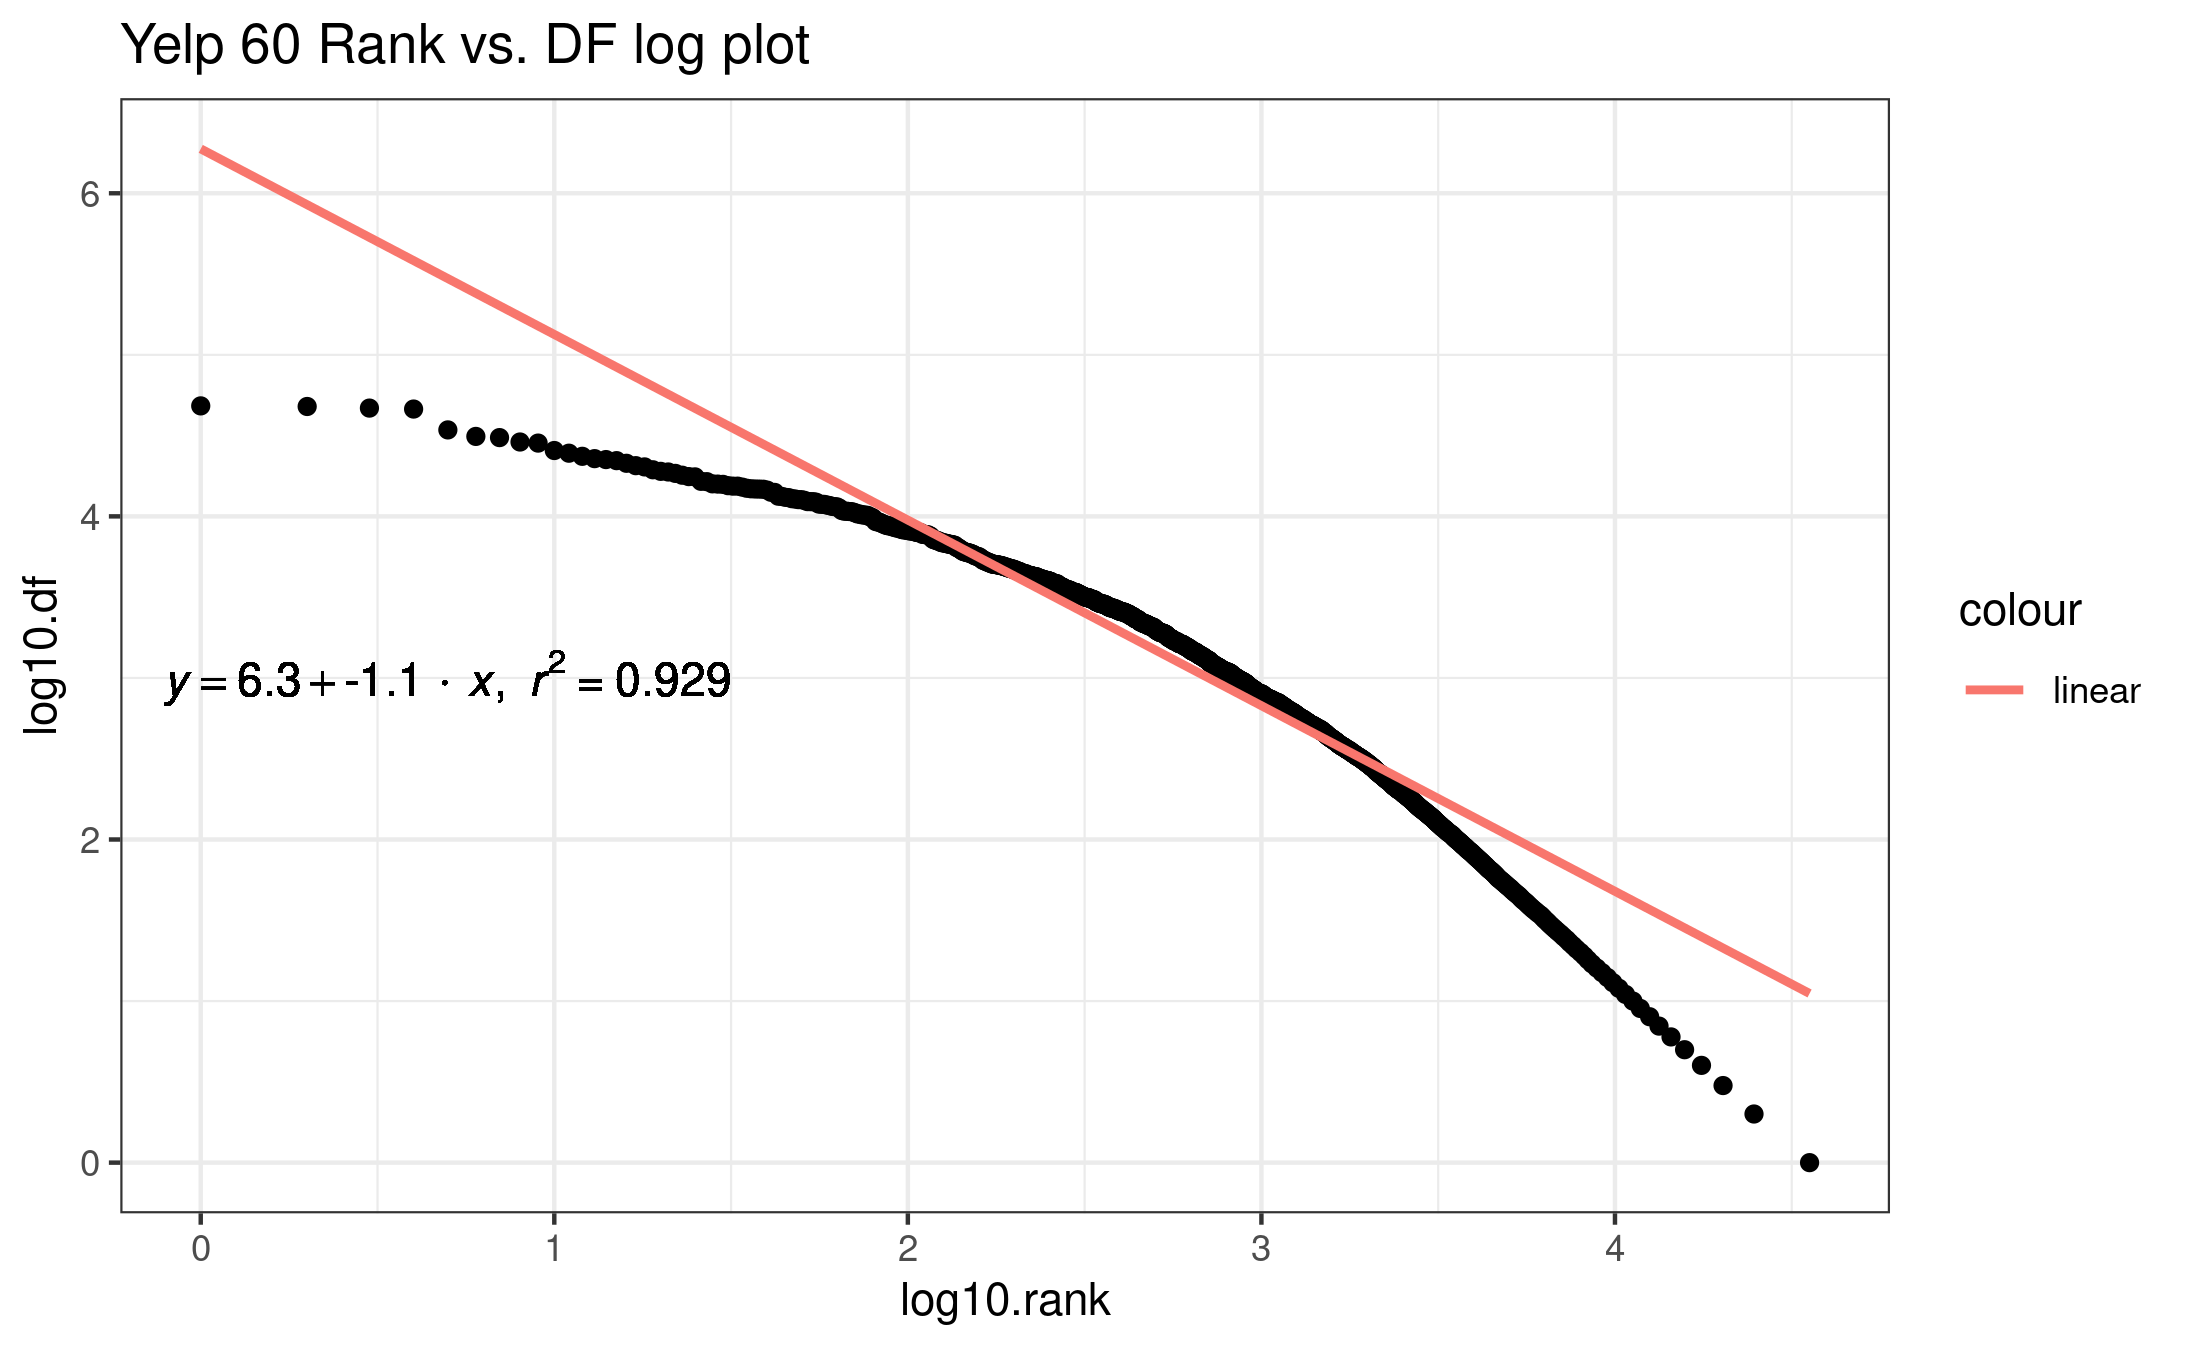 Yelp 60 Rank vs. DF log plot
6
4
2
0
log10.df
y = 6.3 + -1.1 · x, r² = 0.929
0 1 2 3 4
log10.rank
colour
linear